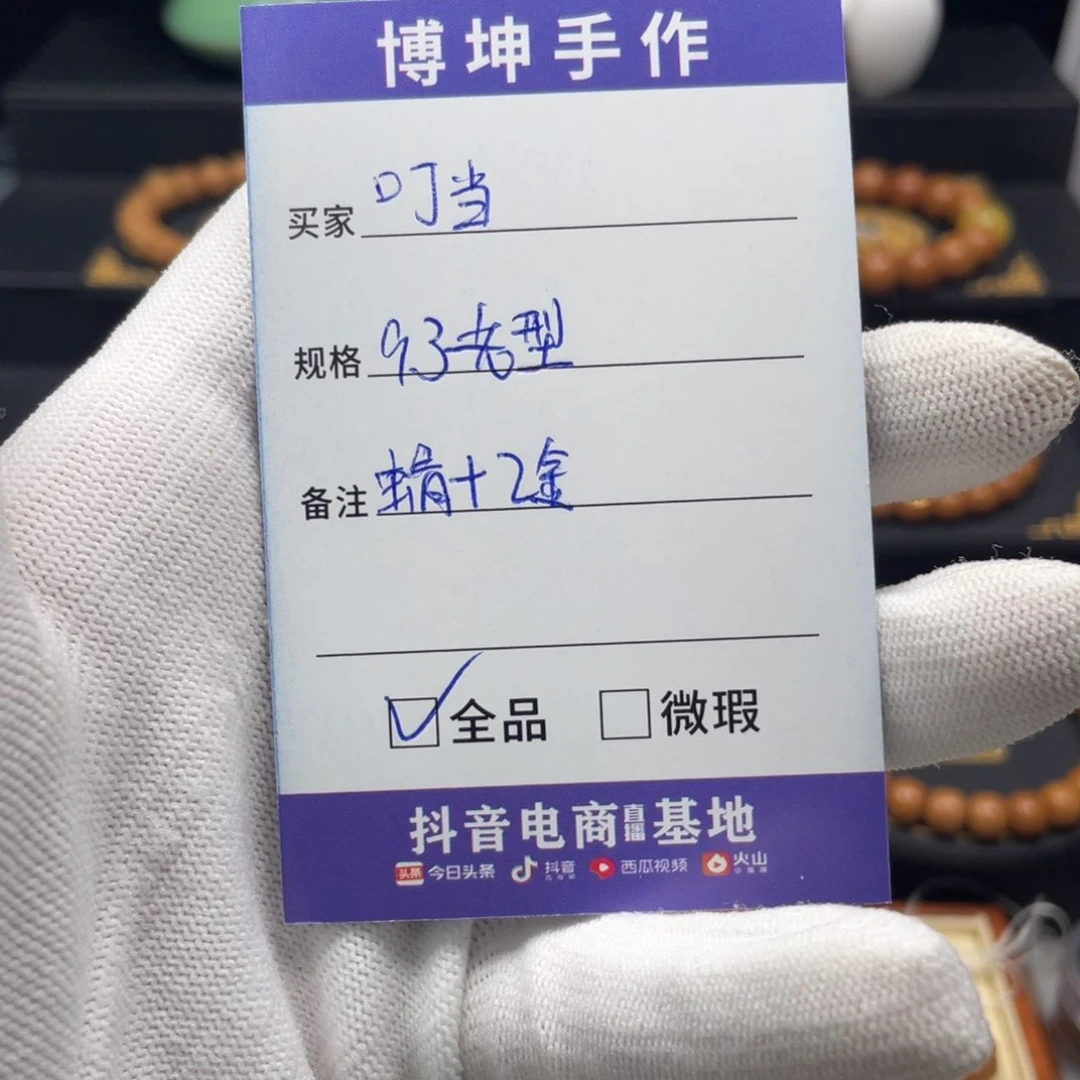 博坤手作
买家 叮当
规格 93老型
备注 蜻+2金
全品 微瑕
抖音电商直播基地
头条 今日头条 抖音 西瓜视频 火山